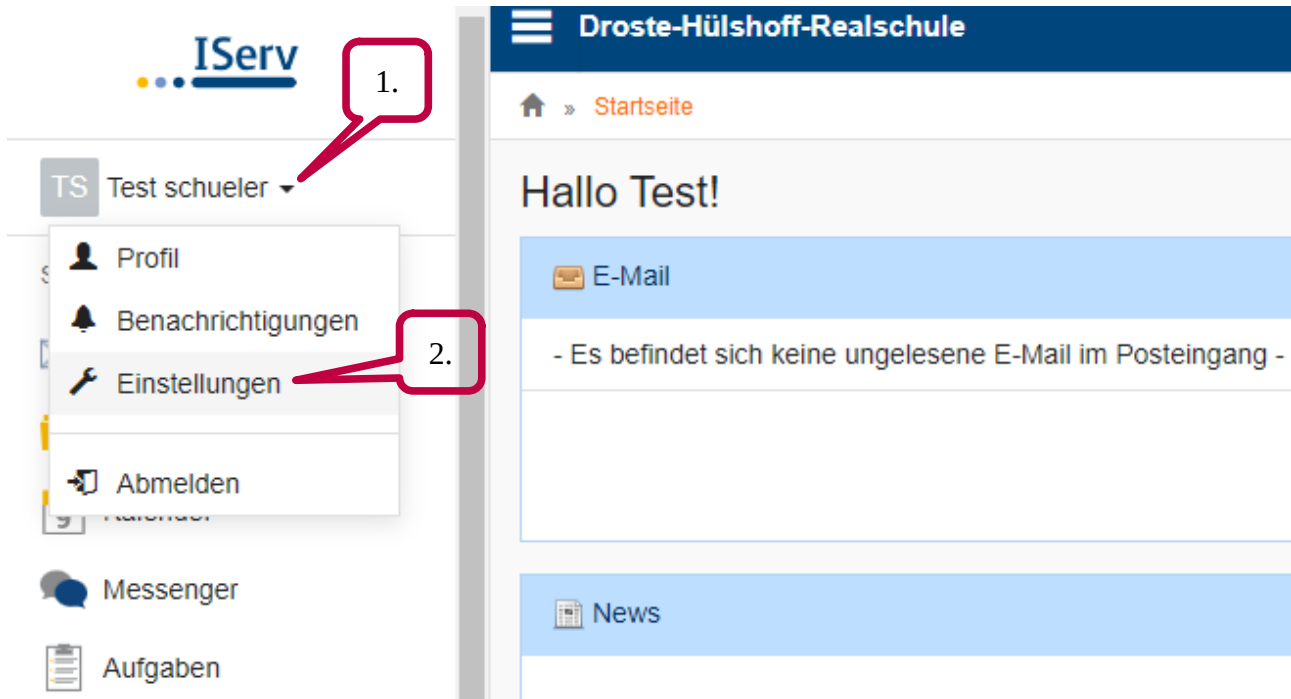 IServ
1.
TS Test schueler
Profil
Benachrichtigungen
2.
Einstellungen
Abmelden
9
Messenger
Aufgaben
Droste-Hülshoff-Realschule
» Startseite
Hallo Test!
E-Mail
- Es befindet sich keine ungelesene E-Mail im Posteingang -
News